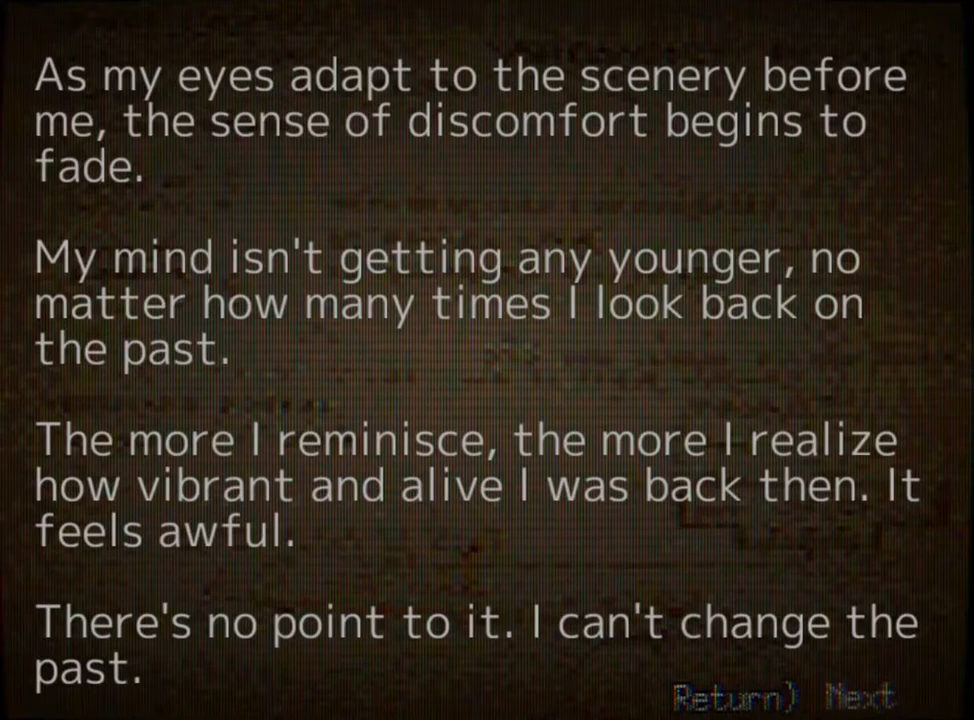 As my eyes adapt to the scenery before
me, the sense of discomfort begins to
fade.
My mind isn't getting any younger, no
matter how many times I look back on
the past.
The more I reminisce, the more I realize
how vibrant and alive I was back then. It
feels awful.
There's no point to it. I can't change the
past.
Return) Next